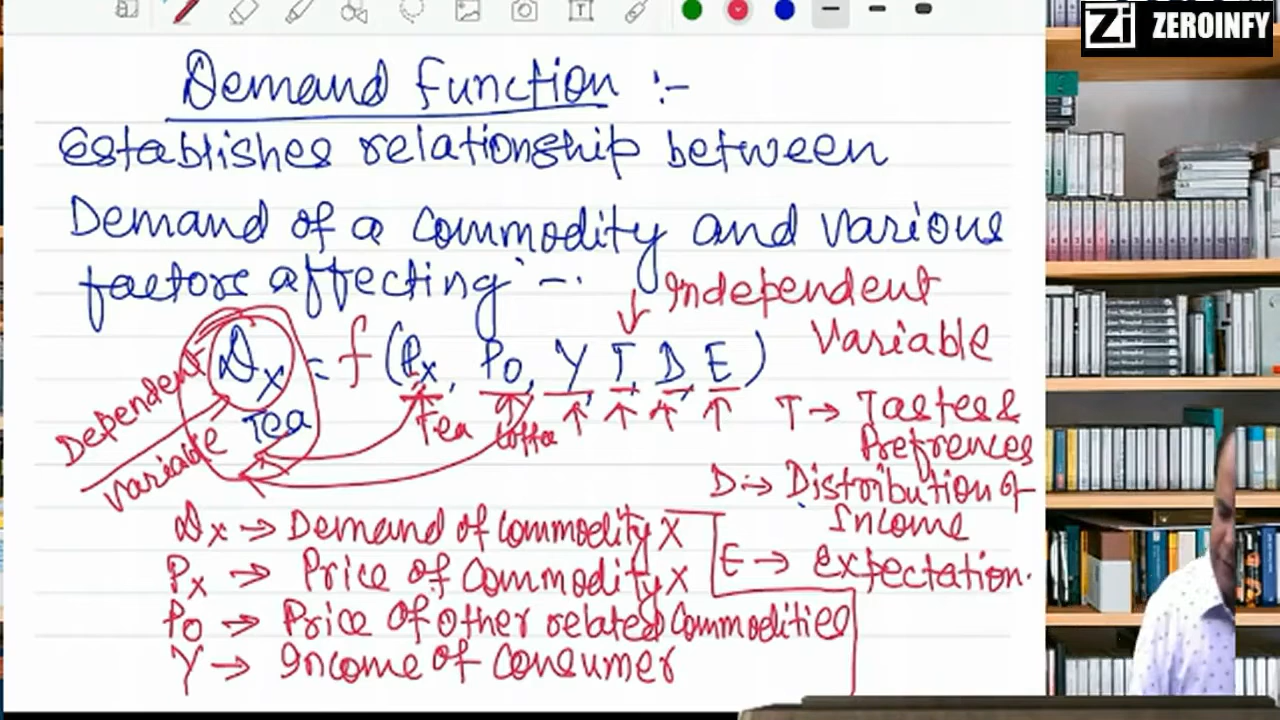 Zi ZEROINFY
Demand Function :-
Establishes relationship between
Demand of a Commodity and various
factors affecting :-
Independent
Variable
Dx = f (Px, Po, Y, T, D, E)
Dependent
Variable
Tea
Tea
Coffee
T → Tastes &
Prefrences
D → Distribution of
Income
E → Expectation.
Dx → Demand of Commodity X
Px → Price of Commodity X
Po → Price of other related Commodities
Y → Income of Consumer